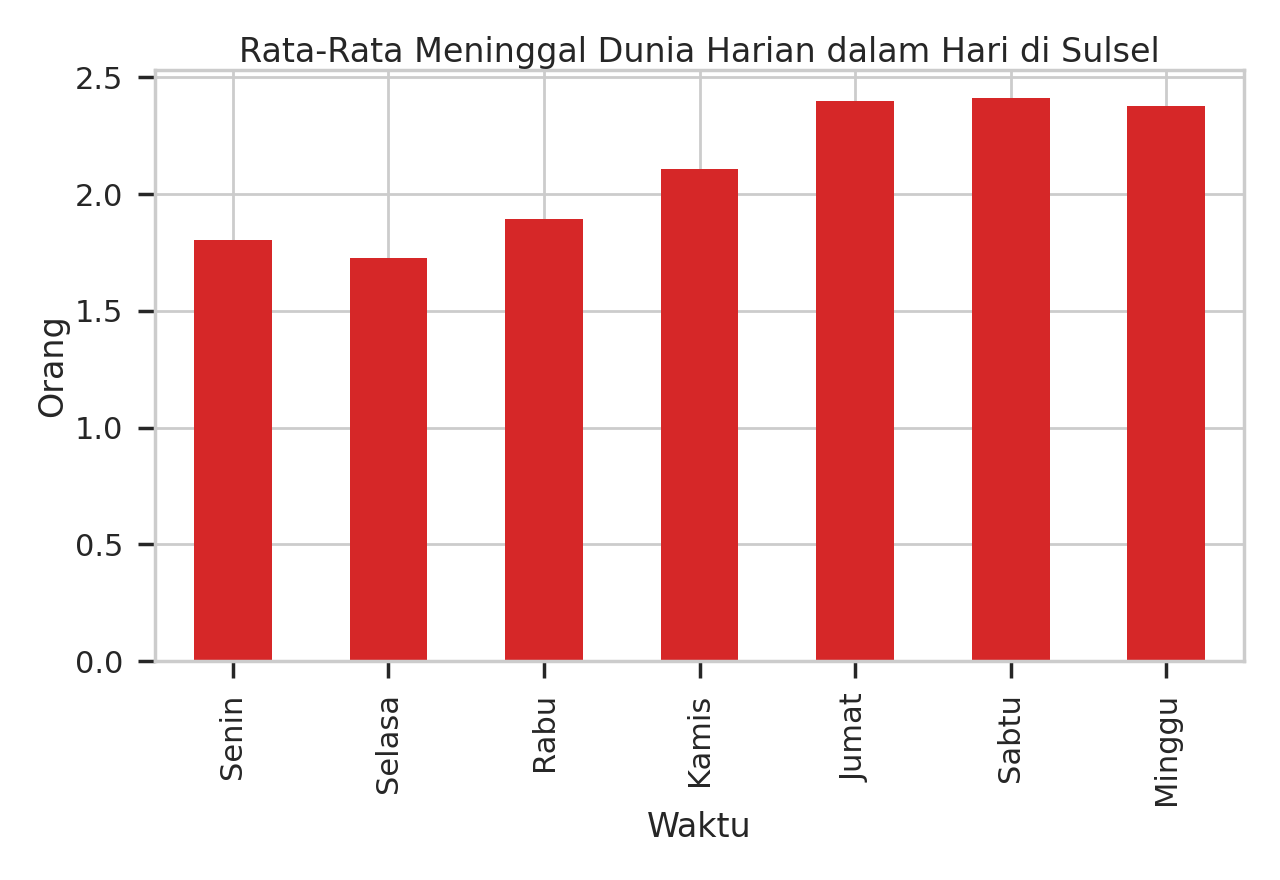 Rata-Rata Meninggal Dunia Harian dalam Hari di Sulsel
Orang
2.5
2.0
1.5
1.0
0.5
0.0
Senin
Selasa
Rabu
Kamis
Jumat
Sabtu
Minggu
Waktu